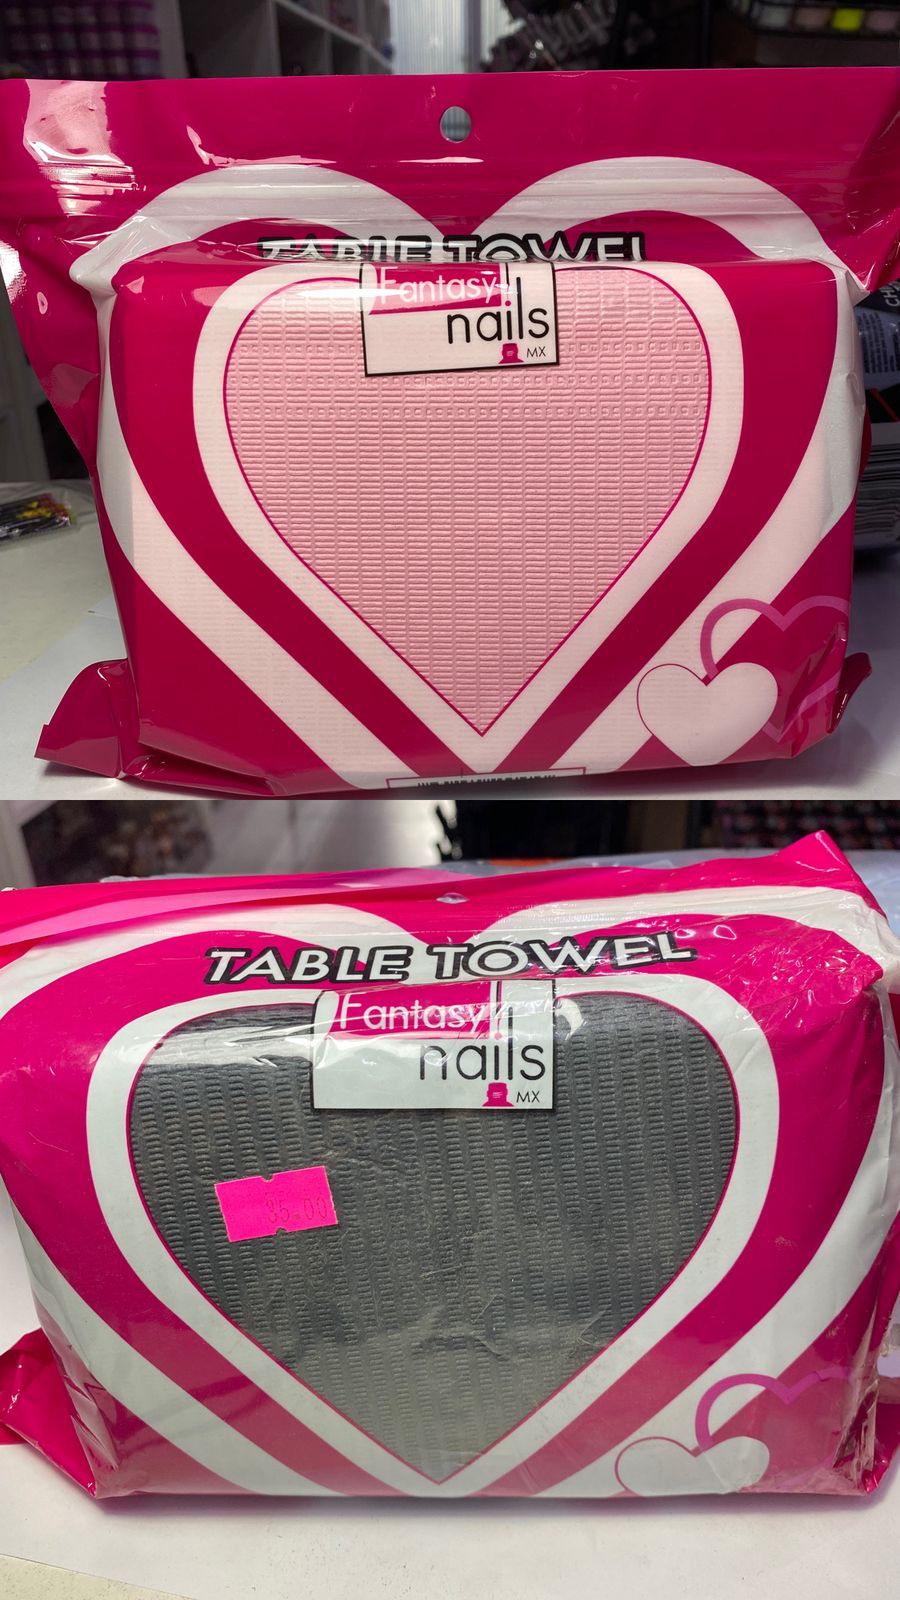 TABLE TOWEL
Fantasy
nails
MX
TABLE TOWEL
Fantasy
nails
MX